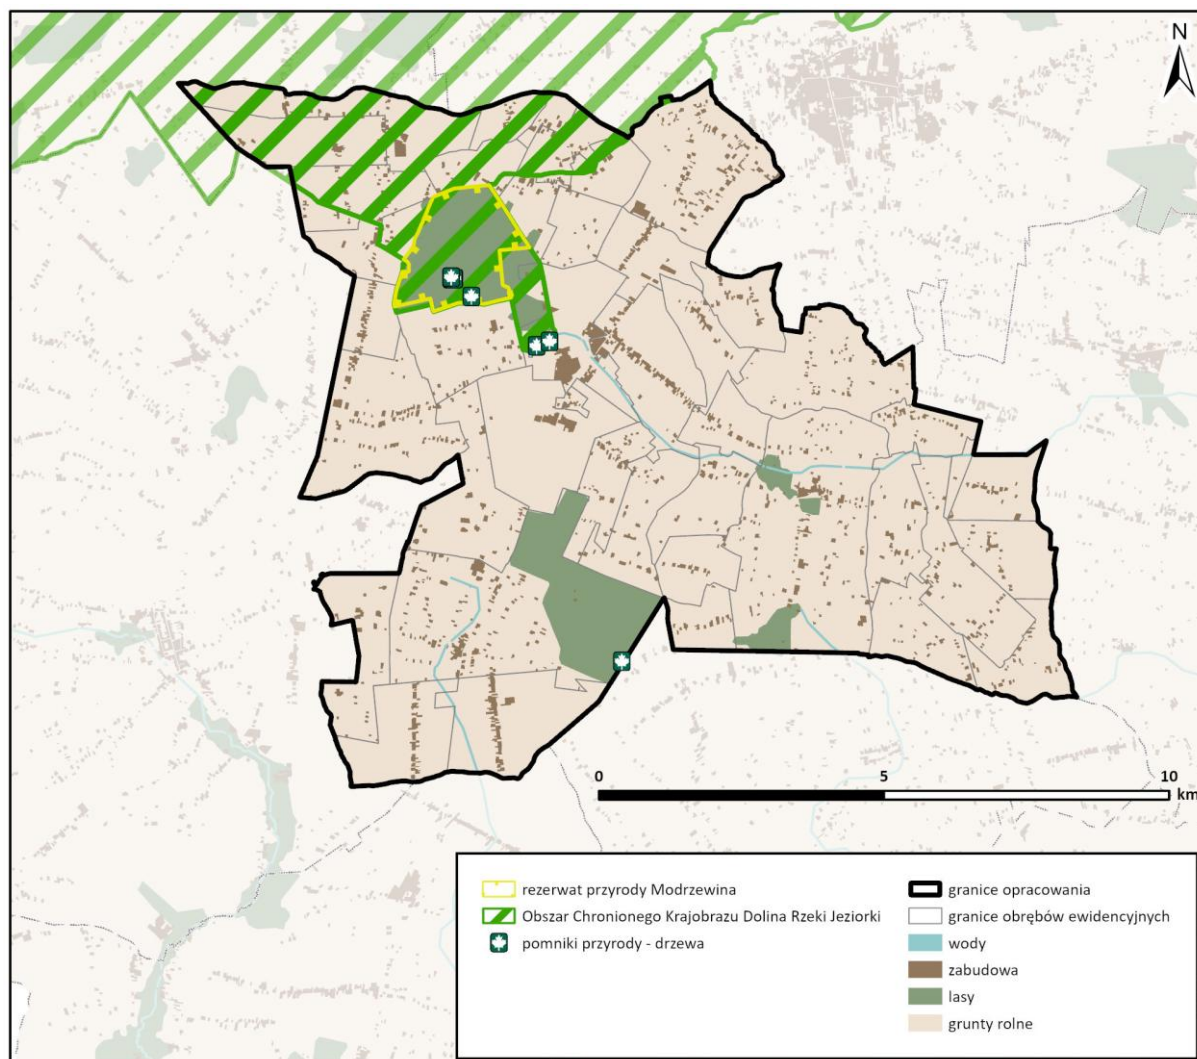 N
0
5
10
km
rezerwat przyrody Modrzewina
Obszar Chronionego Krajobrazu Dolina Rzeki Jeziorki
pomniki przyrody - drzewa
granice opracowania
granice obrębów ewidencyjnych
wody
zabudowa
lasy
grunty rolne